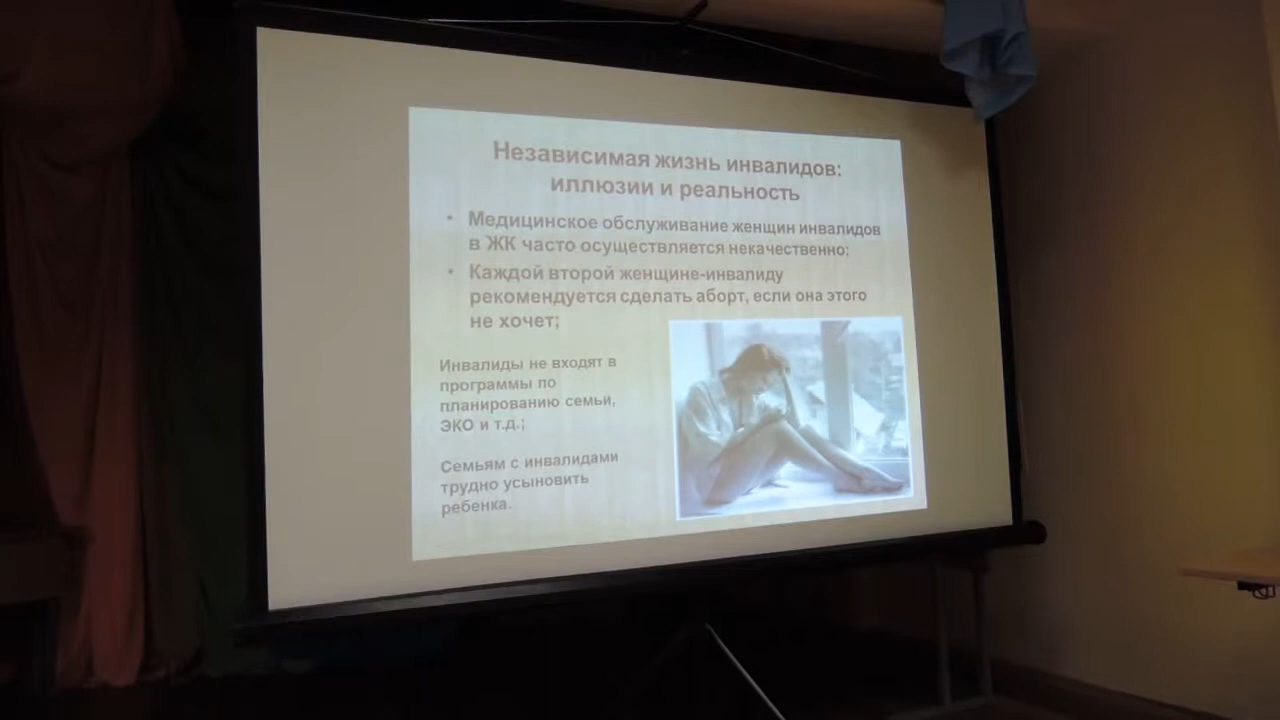 Независимая жизнь инвалидов:
иллюзии и реальность
• Медицинское обслуживание женщин инвалидов
в ЖК часто осуществляется некачественно;
• Каждой второй женщине-инвалиду
рекомендуется сделать аборт, если она этого
не хочет;
Инвалиды не входят в
программы по
планированию семьи,
ЭКО и т.д.;
Семьям с инвалидами
трудно усыновить
ребенка.